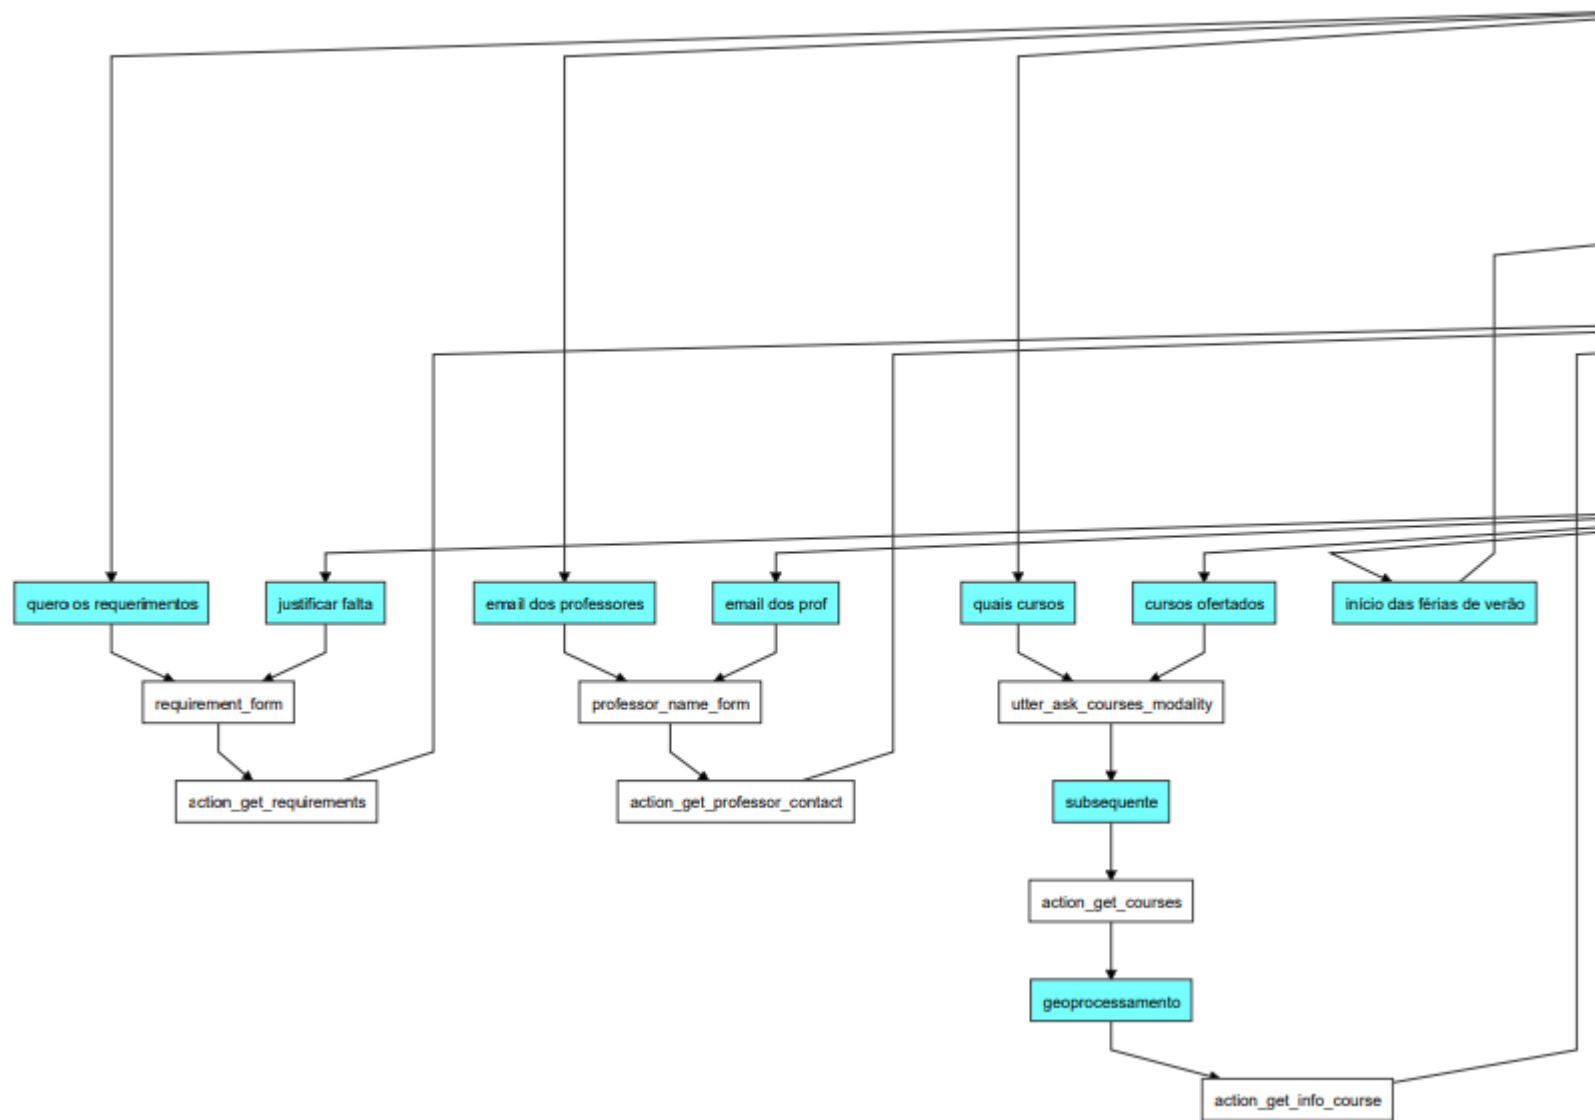 quero os requerimentos
justificar falta
email dos professores
email dos prof
quais cursos
cursos ofertados
início das férias de verão
requirement_form
professor_name_form
utter_ask_courses_modality
action_get_requirements
action_get_professor_contact
subsequente
action_get_courses
geoprocessamento
action_get_info_course